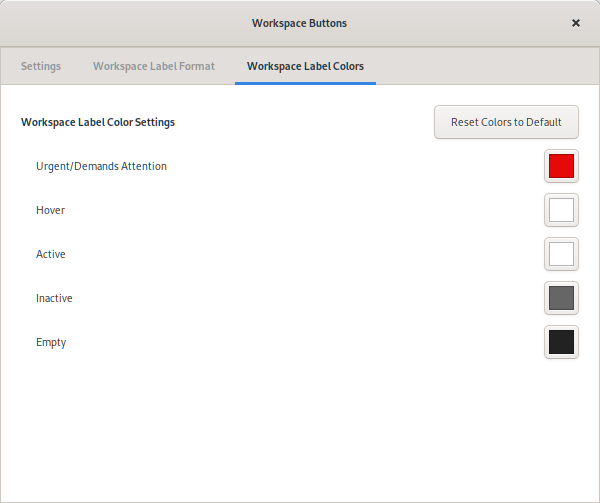 Workspace Buttons
Settings
Workspace Label Format
Workspace Label Colors
Workspace Label Color Settings
Reset Colors to Default
Urgent/Demands Attention
Hover
Active
Inactive
Empty